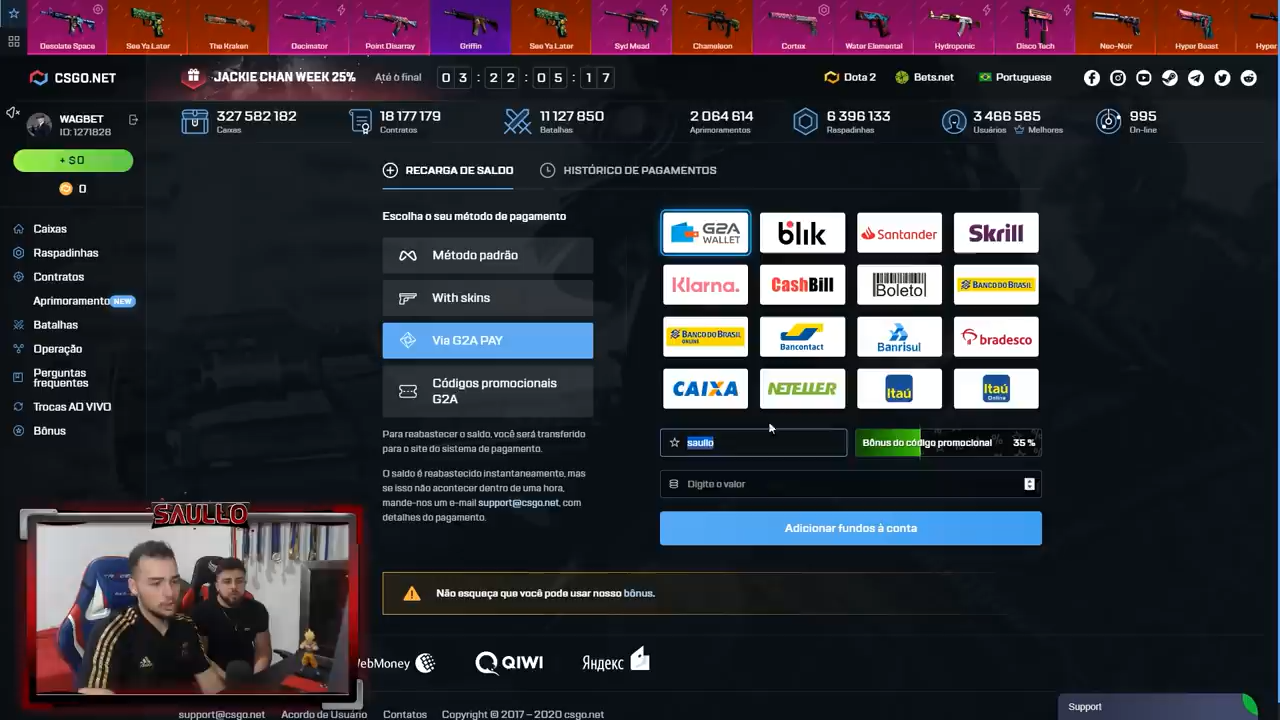 Desolate Space
See Ya Later
The Kraken
Decimator
Point Disarray
Griffin
See Ya Later
Syd Mead
Chameleon
Cortex
Water Elemental
Hydroponic
Disco Tech
Neo-Noir
Hyper Beast
Hyper
CSGO.NET
JACKIE CHAN WEEK 25%
Até o final
03:22:05:17
Dota 2
Bets.net
Portuguese
WAGBET
ID:1271828
+ $0
0
327 582 182
Caixas
18 177 179
Contratos
11 127 850
Batalhas
2 064 614
Aprimoramentos
6 396 133
Raspadinhas
3 466 585
Usuários
Melhores
995
On-line
Caixas
Raspadinhas
Contratos
Aprimoramento NEW
Batalhas
Operação
Perguntas
frequentes
Trocas AO VIVO
Bônus
RECARGA DE SALDO
HISTÓRICO DE PAGAMENTOS
Escolha o seu método de pagamento
Método padrão
With skins
Via G2A PAY
Códigos promocionais
G2A
Para reabastecer o saldo, você será transferido
para o site do sistema de pagamento.
O saldo é reabastecido instantaneamente, mas
se isso não acontecer dentro de uma hora,
mande-nos um e-mail support@csgo.net, com
detalhes do pagamento.
G2A
WALLET
blik
Santander
Skrill
Klarna.
CashBill
Boleto
BANCO DO BRASIL
BANCO DO BRASIL
ONLINE
Bancontact
Banrisul
bradesco
CAIXA
NETELLER
Itaú
Itaú
Online
saullo
Bônus do código promocional 35 %
Digite o valor
Adicionar fundos à conta
Não esqueça que você pode usar nosso bônus.
SAULLO
WebMoney
QIWI
Яндекс
support@csgo.net
Acordo de Usuário
Contatos
Copyright © 2017 – 2020 csgo.net
Support